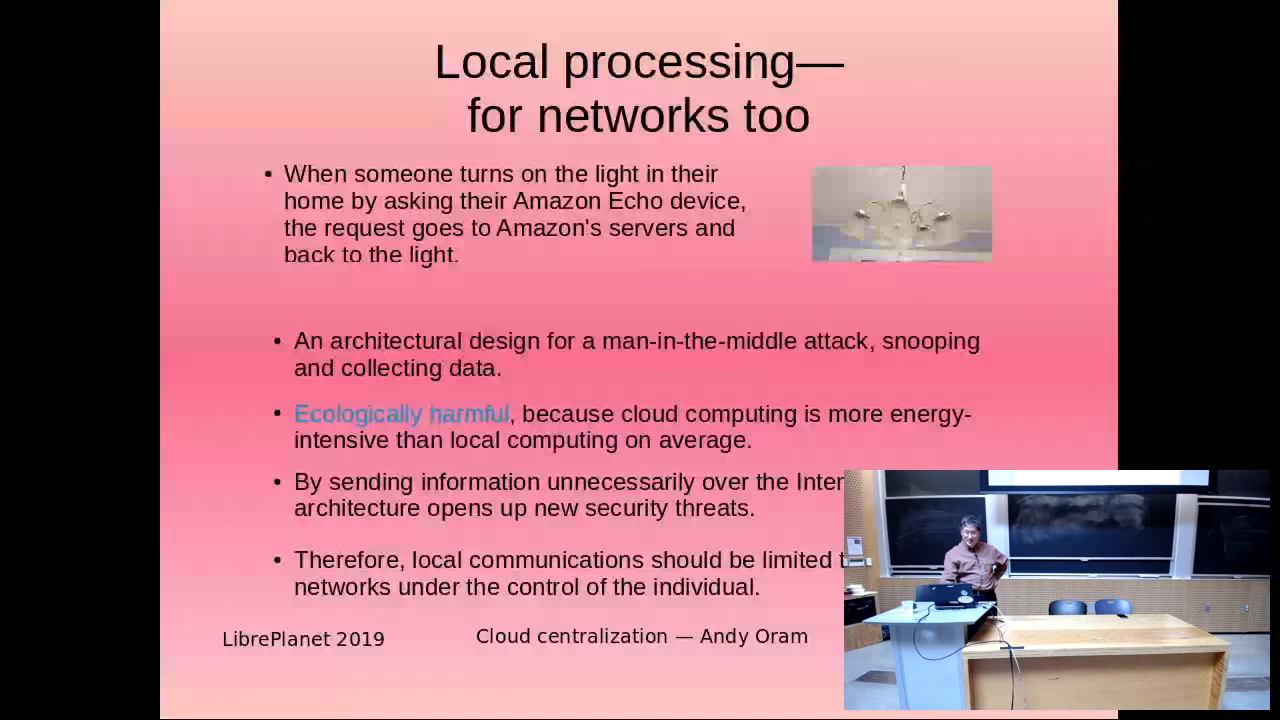 Local processing—
for networks too
• When someone turns on the light in their
home by asking their Amazon Echo device,
the request goes to Amazon's servers and
back to the light.
• An architectural design for a man-in-the-middle attack, snooping
and collecting data.
• Ecologically harmful, because cloud computing is more energy-
intensive than local computing on average.
• By sending information unnecessarily over the Inter
architecture opens up new security threats.
• Therefore, local communications should be limited t
networks under the control of the individual.
LibrePlanet 2019
Cloud centralization — Andy Oram